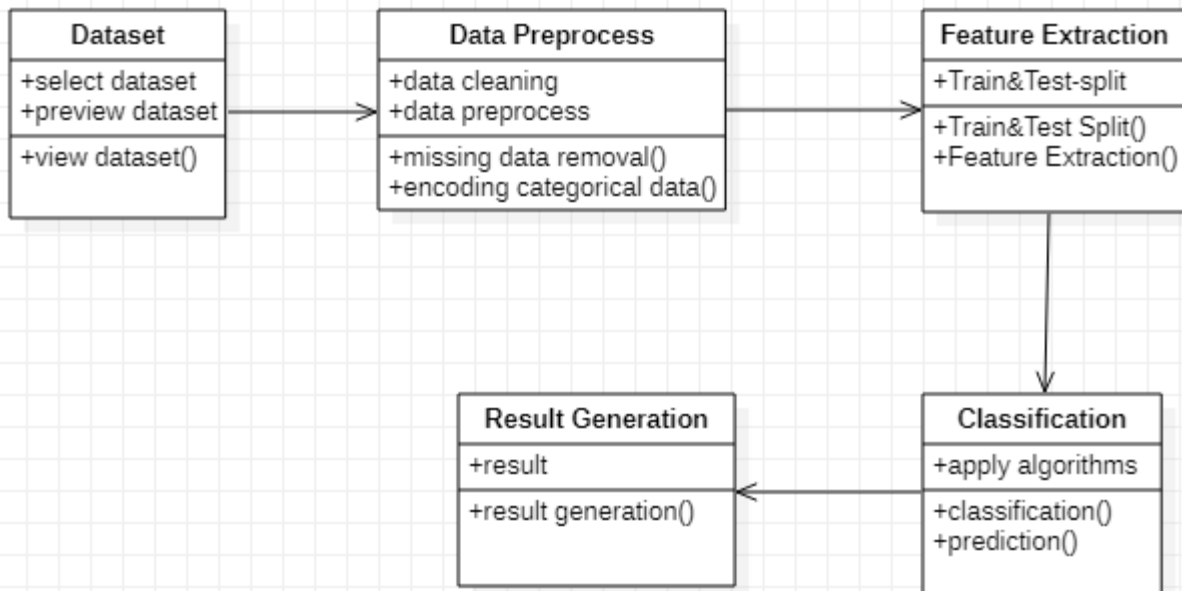 Dataset
+select dataset
+preview dataset
+view dataset()
Data Preprocess
+data cleaning
+data preprocess
+missing data removal()
+encoding categorical data()
Feature Extraction
+Train&Test-split
+Train&Test Split()
+Feature Extraction()
Classification
+apply algorithms
+classification()
+prediction()
Result Generation
+result
+result generation()